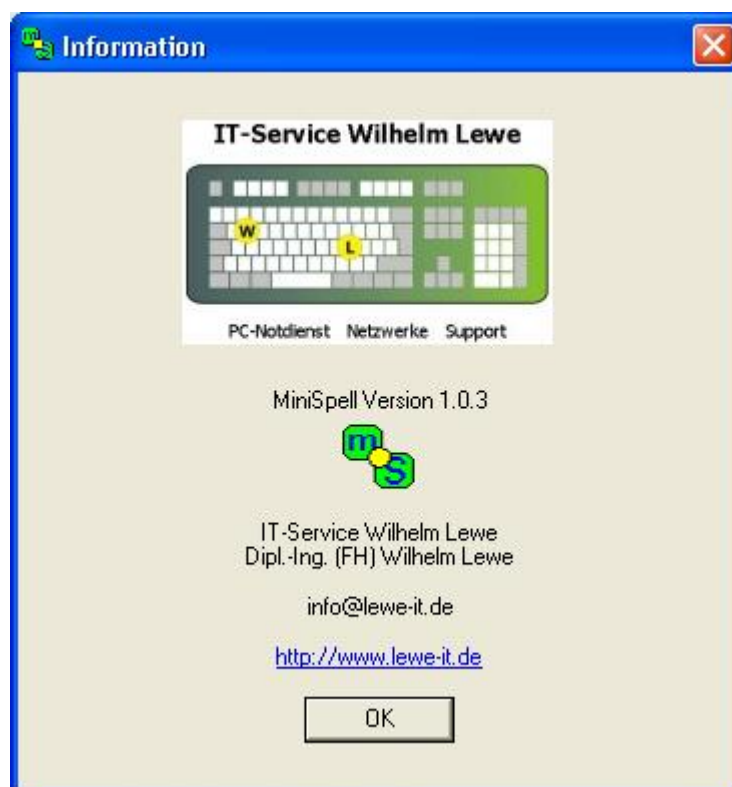 Information
IT-Service Wilhelm Lewe
W
L
PC-Notdienst Netzwerke Support
MiniSpell Version 1.0.3
m
S
IT-Service Wilhelm Lewe
Dipl.-Ing. (FH) Wilhelm Lewe
info@lewe-it.de
http://www.lewe-it.de
OK